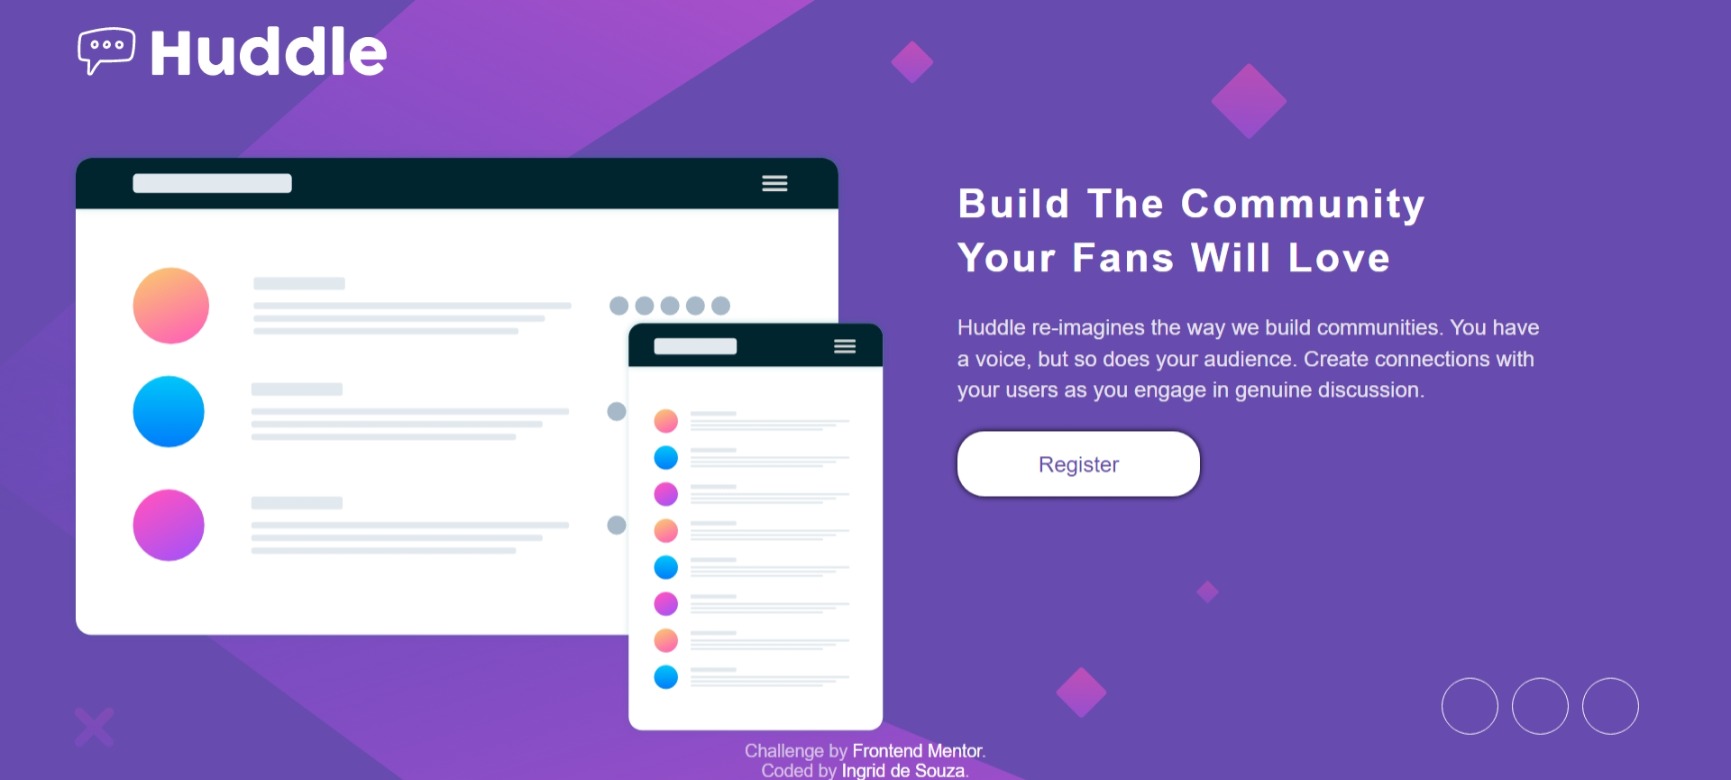 Huddle
Build The Community
Your Fans Will Love
Huddle re-imagines the way we build communities. You have
a voice, but so does your audience. Create connections with
your users as you engage in genuine discussion.
Register
Challenge by Frontend Mentor.
Coded by Ingrid de Souza.